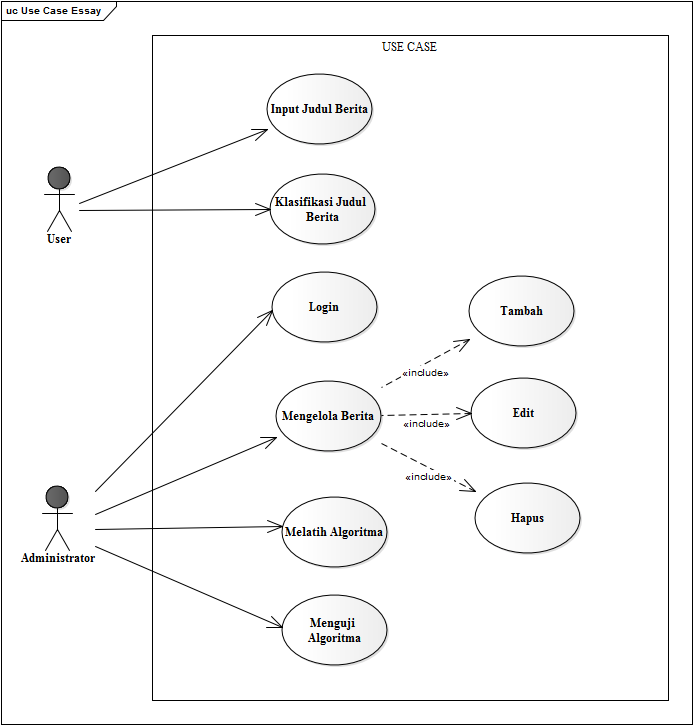 uc Use Case Essay
USE CASE
Input Judul Berita
Klasifikasi Judul
Berita
User
Login
Tambah
«include»
Mengelola Berita
«include»
Edit
«include»
Hapus
Administrator
Melatih Algoritma
Menguji
Algoritma